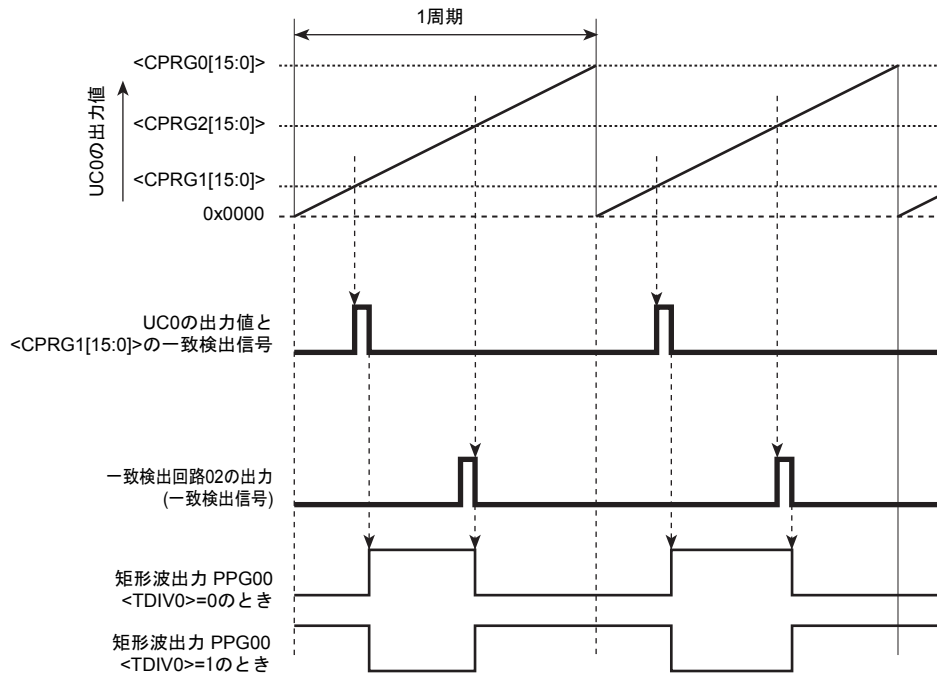 1周期
<CPRG0[15:0]>
<CPRG2[15:0]>
<CPRG1[15:0]>
0x0000
UC0の出力値
UC0の出力値と
<CPRG1[15:0]>の一致検出信号
一致検出回路02の出力
(一致検出信号)
矩形波出力 PPG00
<TDIV0>=0のとき
矩形波出力 PPG00
<TDIV0>=1のとき